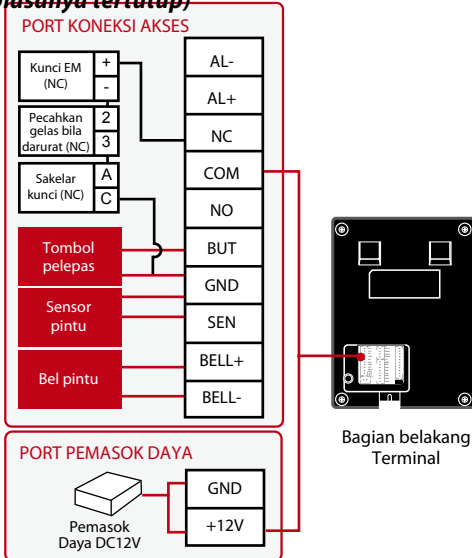 biasanya tertutup)
PORT KONEKSI AKSES
Kunci EM
(NC)
+
-
Pecahkan
gelas bila
darurat (NC)
2
3
Sakelar
kunci (NC)
A
C
Tombol
pelepas
Sensor
pintu
Bel pintu
AL-
AL+
NC
COM
NO
BUT
GND
SEN
BELL+
BELL-
Bagian belakang
Terminal
PORT PEMASOK DAYA
Pemasok
Daya DC12V
GND
+12V